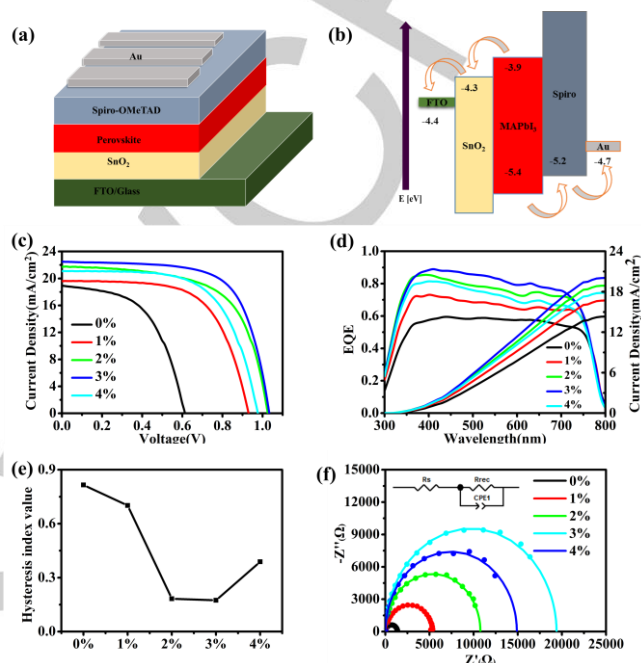 (a)
Au
Spiro-OMeTAD
Perovskite
SnO₂
FTO/Glass
(b)
E [eV]
FTO
-4.4
-4.3
SnO₂
-3.9
MAPbI₃
-5.4
Spiro
-5.2
Au
-4.7
(c)
Current Density(mA/cm²)
24
20
16
12
8
4
0
0.0 0.2 0.4 0.6 0.8 1.0
Voltage(V)
0%
1%
2%
3%
4%
(d)
EQE
1.0
0.8
0.6
0.4
0.2
0.0
300 400 500 600 700 800
Wavelength(nm)
24
21
18
15
12
9
6
3
0
Current Density(mA/cm²)
0%
1%
2%
3%
4%
(e)
Hysteresis index value
0.9
0.6
0.3
0.0
0% 1% 2% 3% 4%
(f)
-Z''(Ω)
15000
12000
9000
6000
3000
0
0 5000 10000 15000 20000 25000
Z'(Ω)
Rs
Rrec
CPE1
0%
1%
2%
3%
4%